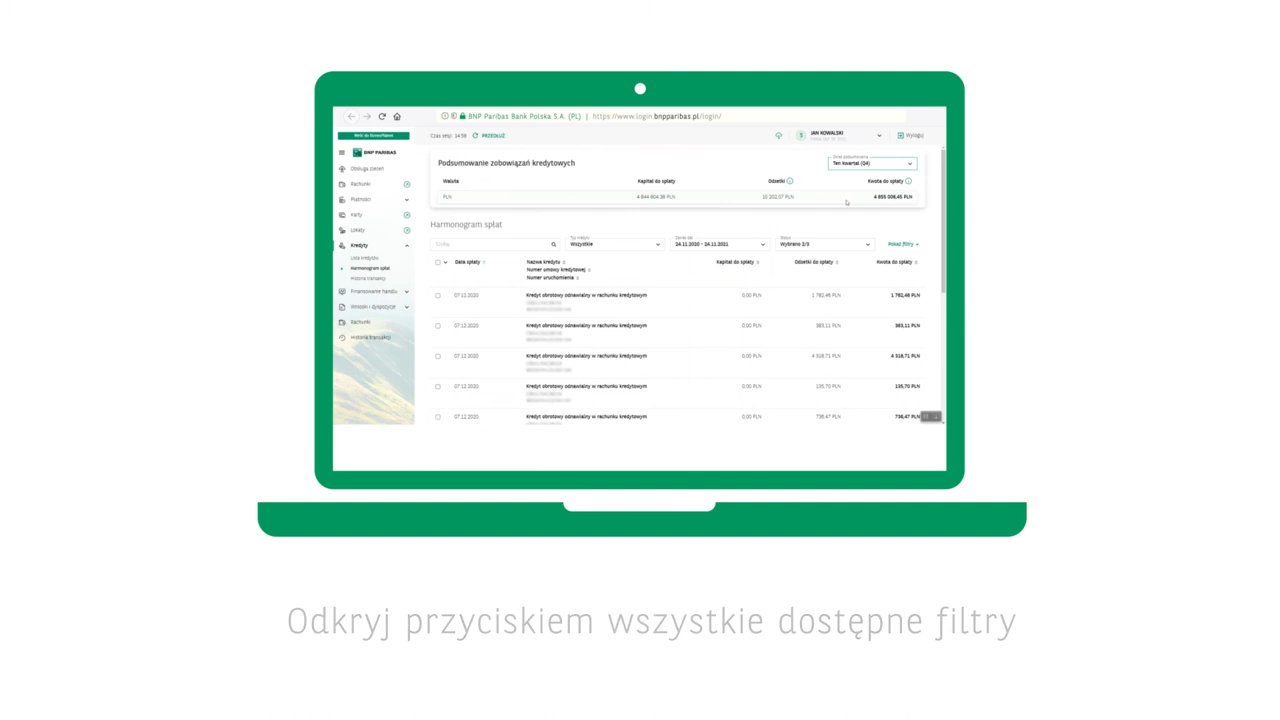 BNP Paribas Bank Polska S.A. (PL) | https://www.login.bnpparibas.pl/login/
Czas sesji: 14:58 PRZEDŁUŻ
JAN KOWALSKI
Wyloguj
BNP PARIBAS
Obsługa zleceń
Rachunki
Płatności
Karty
Lokaty
Kredyty
Lista kredytów
Harmonogram spłat
Historia transakcji
Finansowanie handlu
Wnioski i dyspozycje
Rachunki
Historia transakcji
Podsumowanie zobowiązań kredytowych
Okres podsumowania
Ten kwartał (Q4)
Waluta Kapitał do spłaty Odsetki Kwota do spłaty
PLN 4 844 804,38 PLN 10 202,07 PLN 4 855 006,45 PLN
Harmonogram spłat
Szukaj
Wszystkie
24.11.2020 - 24.11.2021
Status
Wybrano 2/3
Pokaż filtry
Data spłaty Nazwa kredytu Kapitał do spłaty Odsetki do spłaty Kwota do spłaty
Numer umowy kredytowej
Numer uruchomienia
07.12.2020 Kredyt obrotowy odnawialny w rachunku kredytowym 0,00 PLN 1 782,46 PLN 1 782,46 PLN
07.12.2020 Kredyt obrotowy odnawialny w rachunku kredytowym 0,00 PLN 383,11 PLN 383,11 PLN
07.12.2020 Kredyt obrotowy odnawialny w rachunku kredytowym 0,00 PLN 4 318,71 PLN 4 318,71 PLN
07.12.2020 Kredyt obrotowy odnawialny w rachunku kredytowym 0,00 PLN 135,70 PLN 135,70 PLN
07.12.2020 Kredyt obrotowy odnawialny w rachunku kredytowym 0,00 PLN 736,47 PLN 736,47 PLN
Odkryj przyciskiem wszystkie dostępne filtry